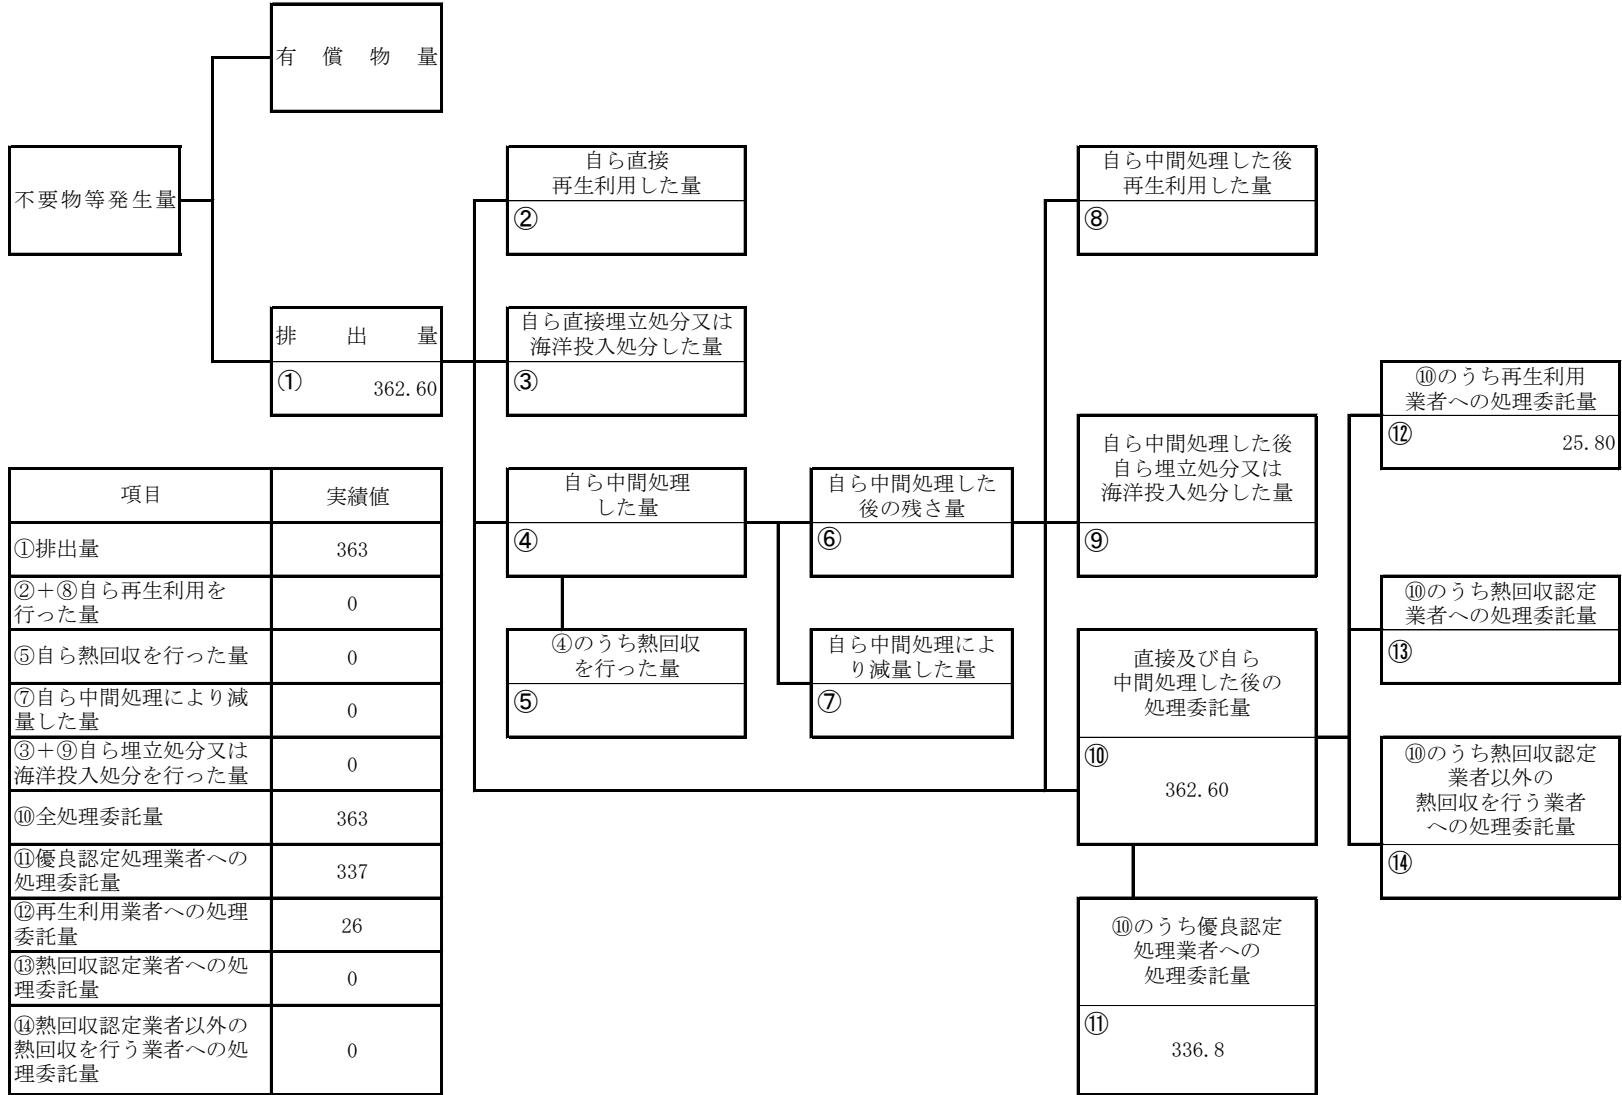 有償物量
不要物等発生量
排出量
① 362.60
自ら直接
再生利用した量
②
自ら直接埋立処分又は
海洋投入処分した量
③
自ら中間処理
した量
④
④のうち熱回収
を行った量
⑤
自ら中間処理した
後の残さ量
⑥
自ら中間処理によ
り減量した量
⑦
自ら中間処理した後
再生利用した量
⑧
自ら中間処理した後
自ら埋立処分又は
海洋投入処分した量
⑨
直接及び自ら
中間処理した後の
処理委託量
⑩
362.60
⑩のうち優良認定
処理業者への
処理委託量
⑪
336.8
⑩のうち再生利用
業者への処理委託量
⑫ 25.80
⑩のうち熱回収認定
業者への処理委託量
⑬
⑩のうち熱回収認定
業者以外の
熱回収を行う業者
への処理委託量
⑭
項目 実績値
①排出量 363
②+⑧自ら再生利用を
行った量 0
⑤自ら熱回収を行った量 0
⑦自ら中間処理により減
量した量 0
③+⑨自ら埋立処分又は
海洋投入処分を行った量 0
⑩全処理委託量 363
⑪優良認定処理業者への
処理委託量 337
⑫再生利用業者への処理
委託量 26
⑬熱回収認定業者への処
理委託量 0
⑭熱回収認定業者以外の
熱回収を行う業者への処
理委託量 0